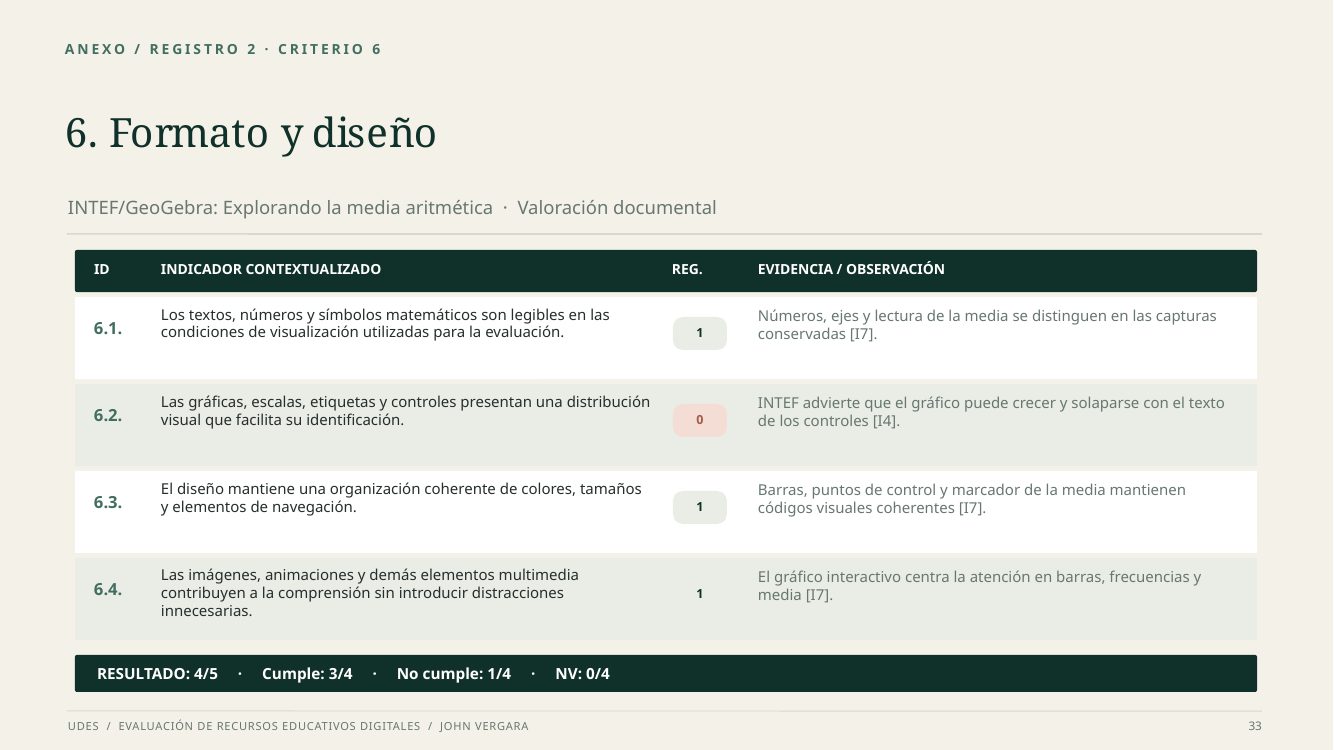 ANEXO / REGISTRO 2 · CRITERIO 6
6. Formato y diseño
INTEF/GeoGebra: Explorando la media aritmética · Valoración documental
ID INDICADOR CONTEXTUALIZADO REG. EVIDENCIA / OBSERVACIÓN
6.1.
Los textos, números y símbolos matemáticos son legibles en las
condiciones de visualización utilizadas para la evaluación.
1
Números, ejes y lectura de la media se distinguen en las capturas
conservadas [I7].
6.2.
Las gráficas, escalas, etiquetas y controles presentan una distribución
visual que facilita su identificación.
0
INTEF advierte que el gráfico puede crecer y solaparse con el texto
de los controles [I4].
6.3.
El diseño mantiene una organización coherente de colores, tamaños
y elementos de navegación.
1
Barras, puntos de control y marcador de la media mantienen
códigos visuales coherentes [I7].
6.4.
Las imágenes, animaciones y demás elementos multimedia
contribuyen a la comprensión sin introducir distracciones
innecesarias.
1
El gráfico interactivo centra la atención en barras, frecuencias y
media [I7].
RESULTADO: 4/5 · Cumple: 3/4 · No cumple: 1/4 · NV: 0/4
UDES / EVALUACIÓN DE RECURSOS EDUCATIVOS DIGITALES / JOHN VERGARA
33